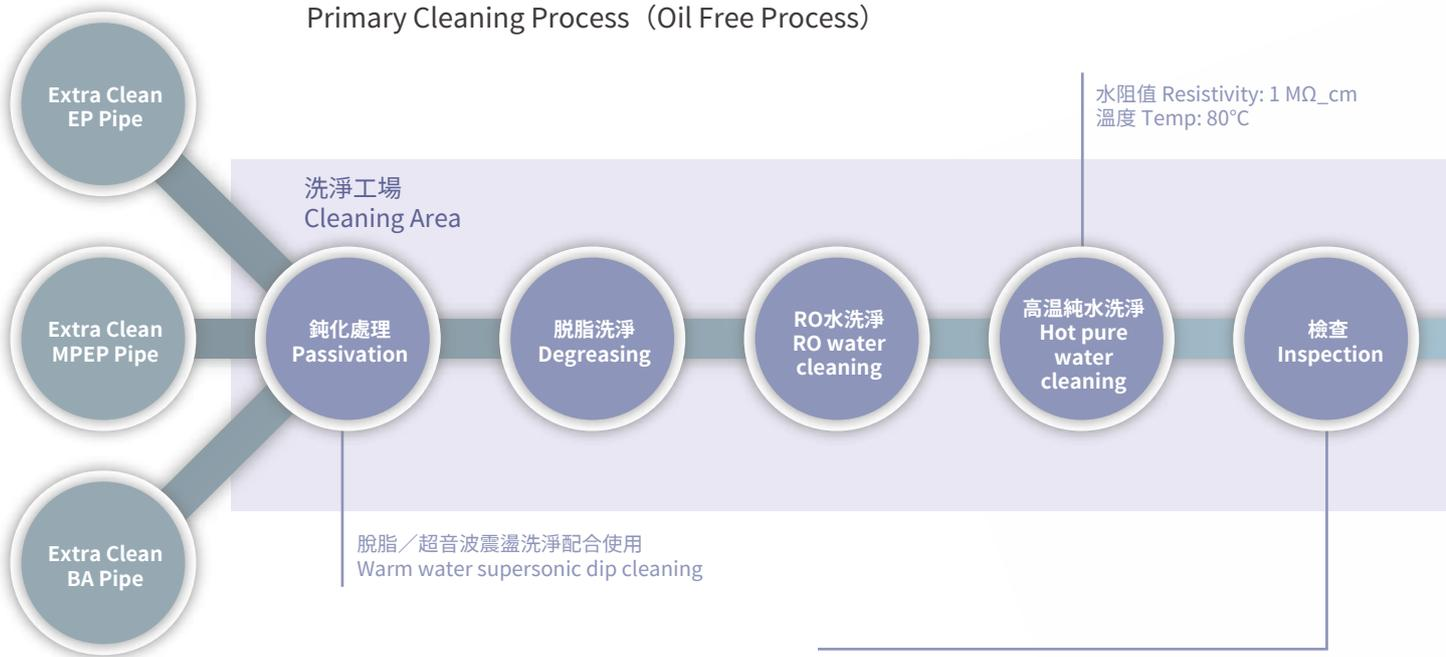 Primary Cleaning Process（Oil Free Process）
Extra Clean
EP Pipe
水阻值 Resistivity: 1 MΩ_cm
溫度 Temp: 80°C
洗淨工場
Cleaning Area
Extra Clean
MPEP Pipe
鈍化處理
Passivation
脱脂洗淨
Degreasing
RO水洗淨
RO water
cleaning
高温純水洗淨
Hot pure
water
cleaning
檢查
Inspection
脫脂／超音波震盪洗淨配合使用
Warm water supersonic dip cleaning
Extra Clean
BA Pipe